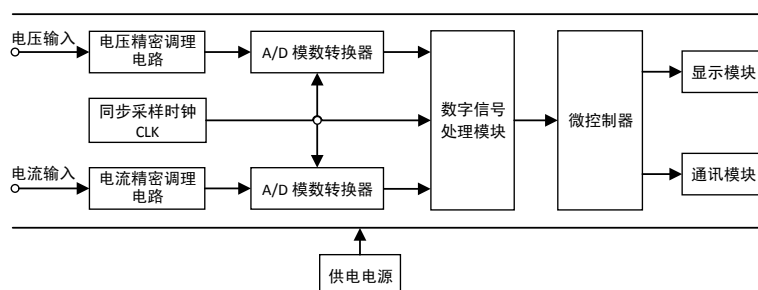 电压输入
电压精密调理
电路
A/D 模数转换器
同步采样时钟
CLK
电流输入
电流精密调理
电路
A/D 模数转换器
数字信号
处理模块
微控制器
显示模块
通讯模块
供电电源